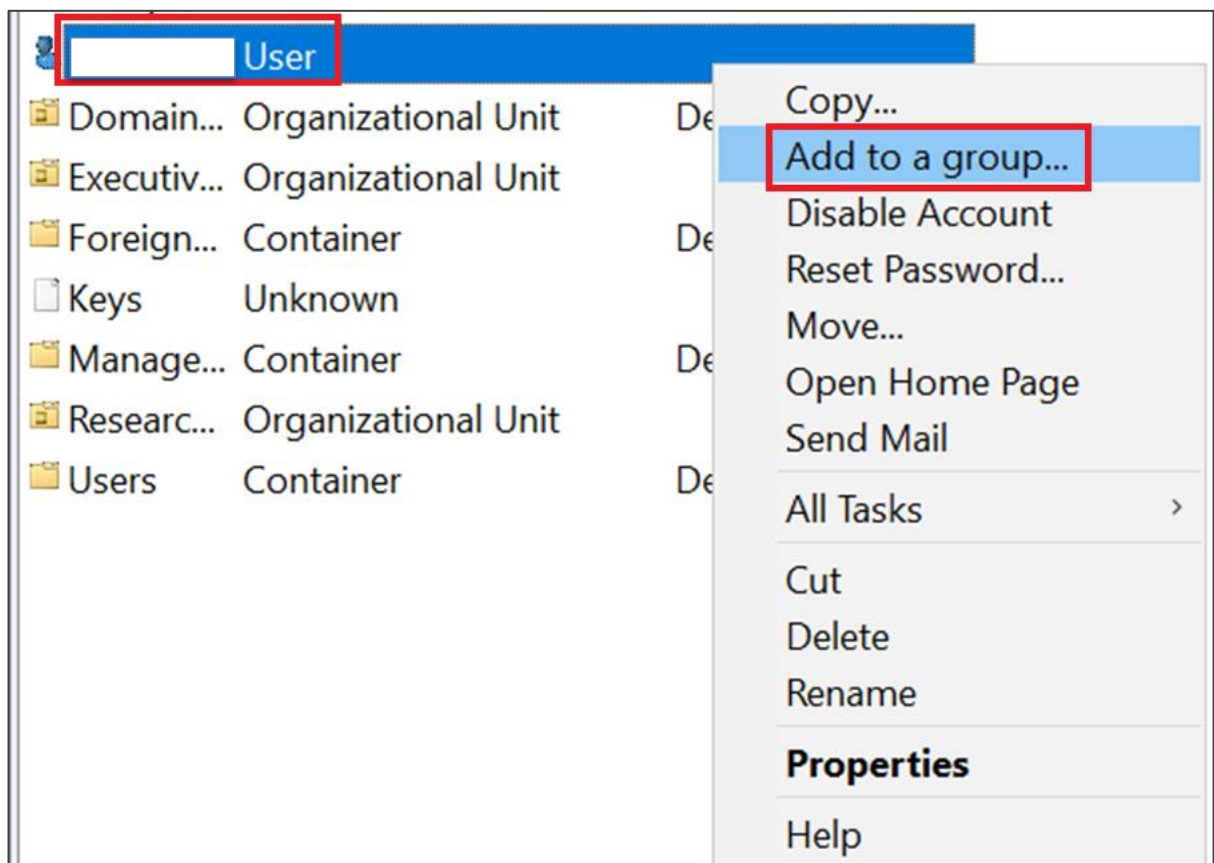 User
Domain... Organizational Unit De
Executiv... Organizational Unit
Foreign... Container De
Keys Unknown
Manage... Container De
Researc... Organizational Unit
Users Container De
Copy...
Add to a group...
Disable Account
Reset Password...
Move...
Open Home Page
Send Mail
All Tasks
Cut
Delete
Rename
Properties
Help